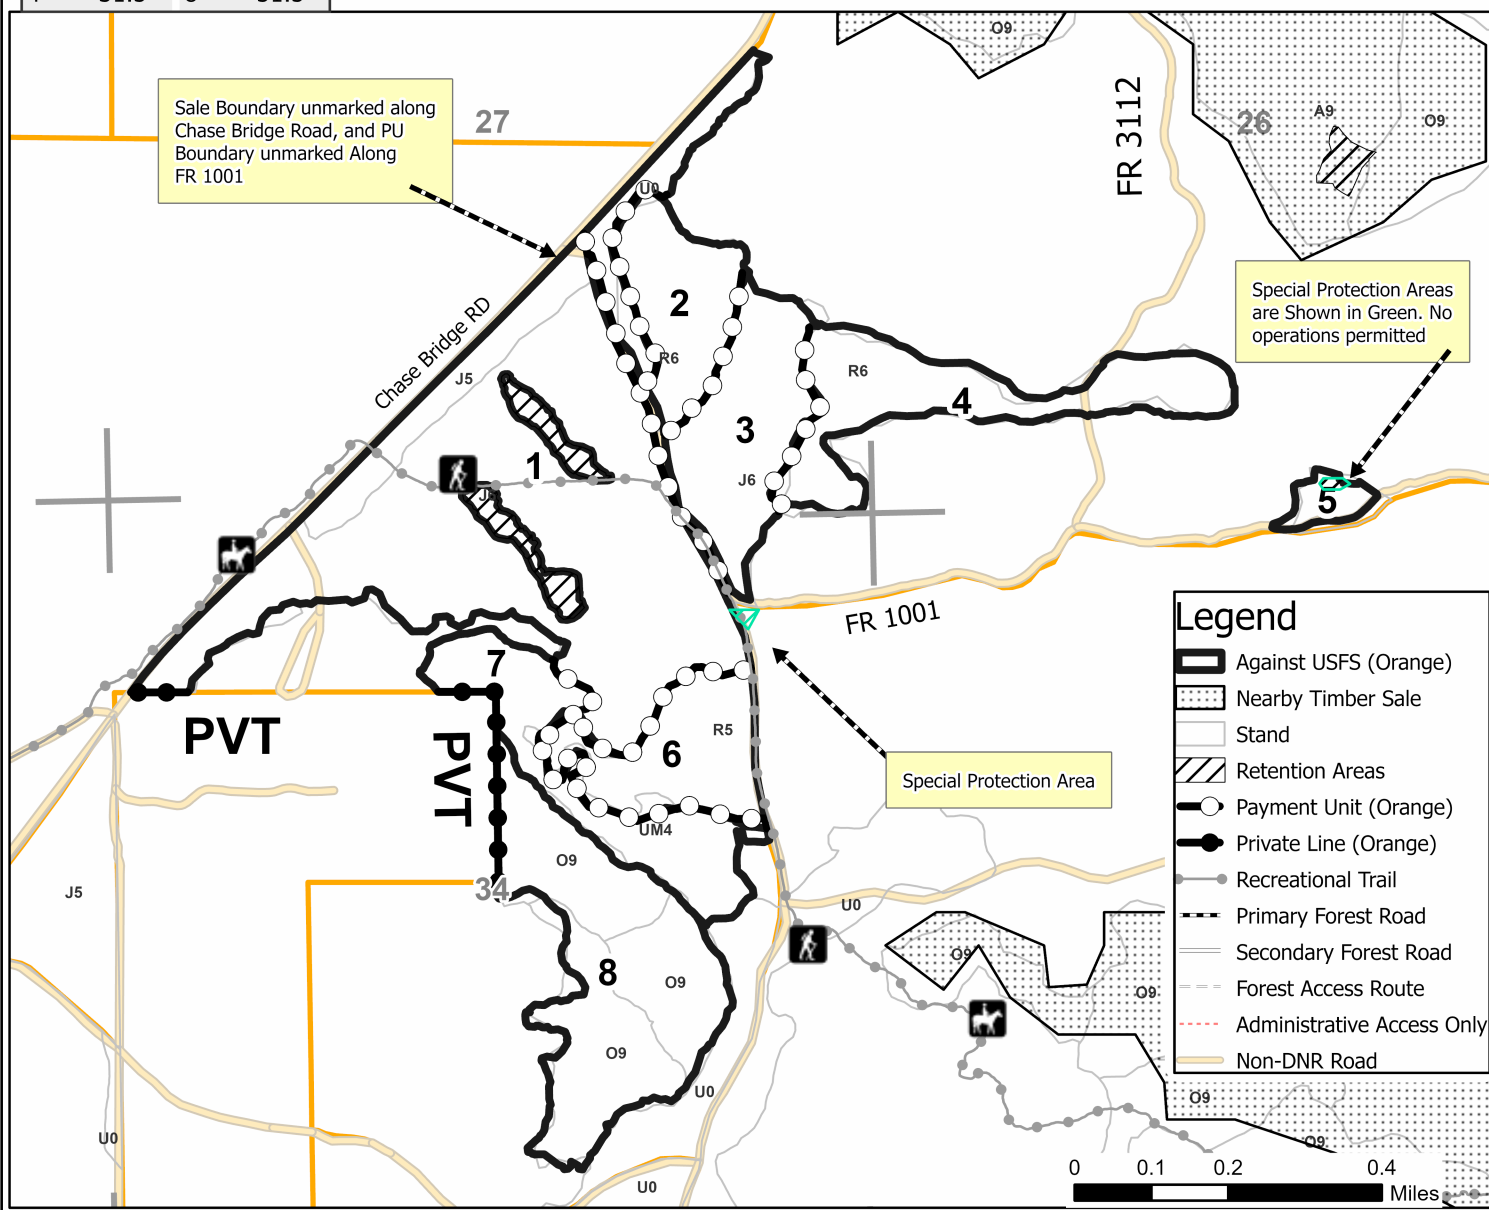 O9
27
Sale Boundary unmarked along
Chase Bridge Road, and PU
Boundary unmarked Along
FR 1001
FR 3112
26
A9
O9
U0
Special Protection Areas
are Shown in Green. No
operations permitted
2
Chase Bridge RD
R6
J5
R6
4
3
1
J6
5
FR 1001
Legend
Against USFS (Orange)
Nearby Timber Sale
Stand
Retention Areas
Payment Unit (Orange)
Private Line (Orange)
Recreational Trail
Primary Forest Road
Secondary Forest Road
Forest Access Route
Administrative Access Only
Non-DNR Road
7
PVT
PVT
R5
6
Special Protection Area
UM4
O9
34
J5
U0
O9
8
O9
O9
O9
U0
O9
O9
U0
U0
0 0.1 0.2 0.4
Miles